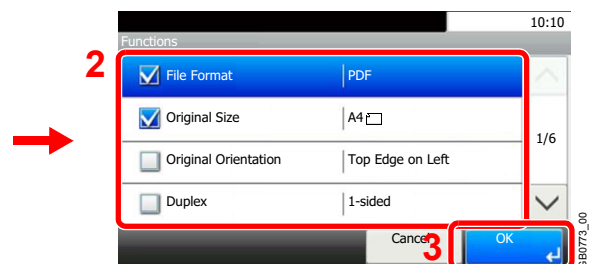 10:10
Functions
2
File Format PDF
Original Size A4
1/6
Original Orientation Top Edge on Left
Duplex 1-sided
Cancel 3 OK
GB0773_00